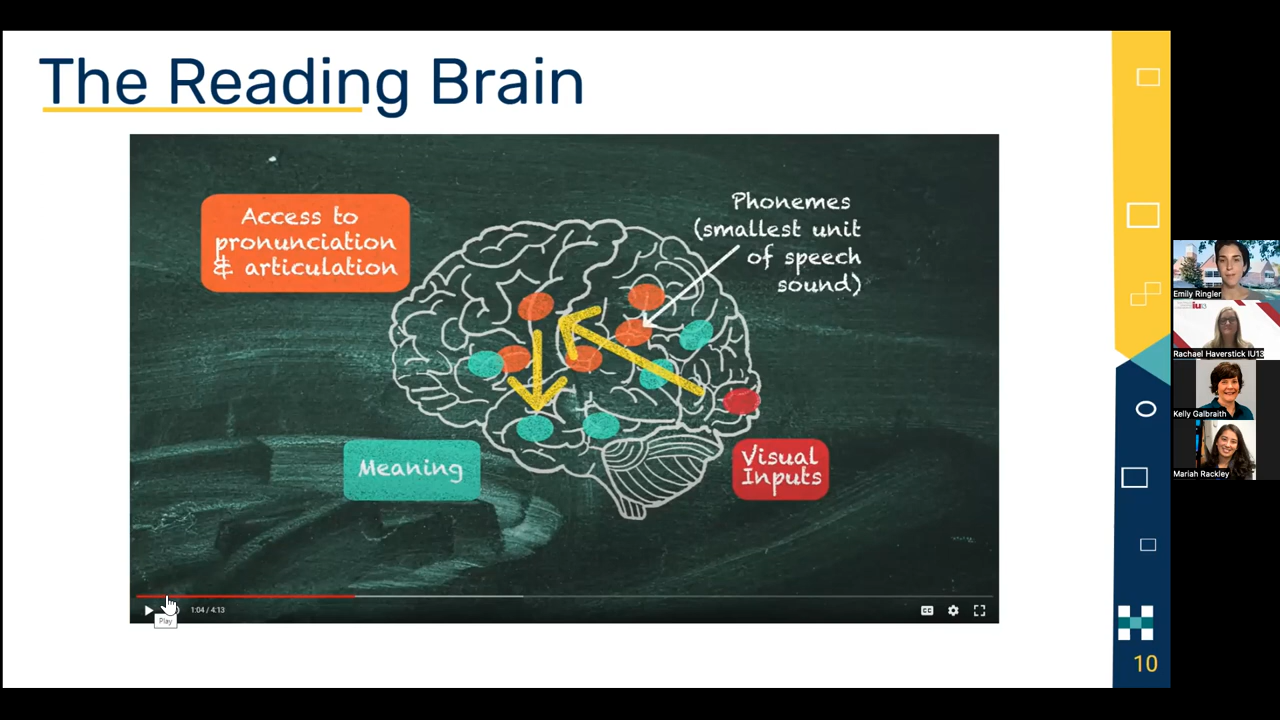 The Reading Brain
Access to
pronunciation
& articulation
Phonemes
(smallest unit
of speech
sound)
Meaning
Visual
Inputs
1:04 / 4:13
Play
CC
10
Emily Ringler
Rachael Haverstick IU13
Kelly Galbraith
Mariah Rackley